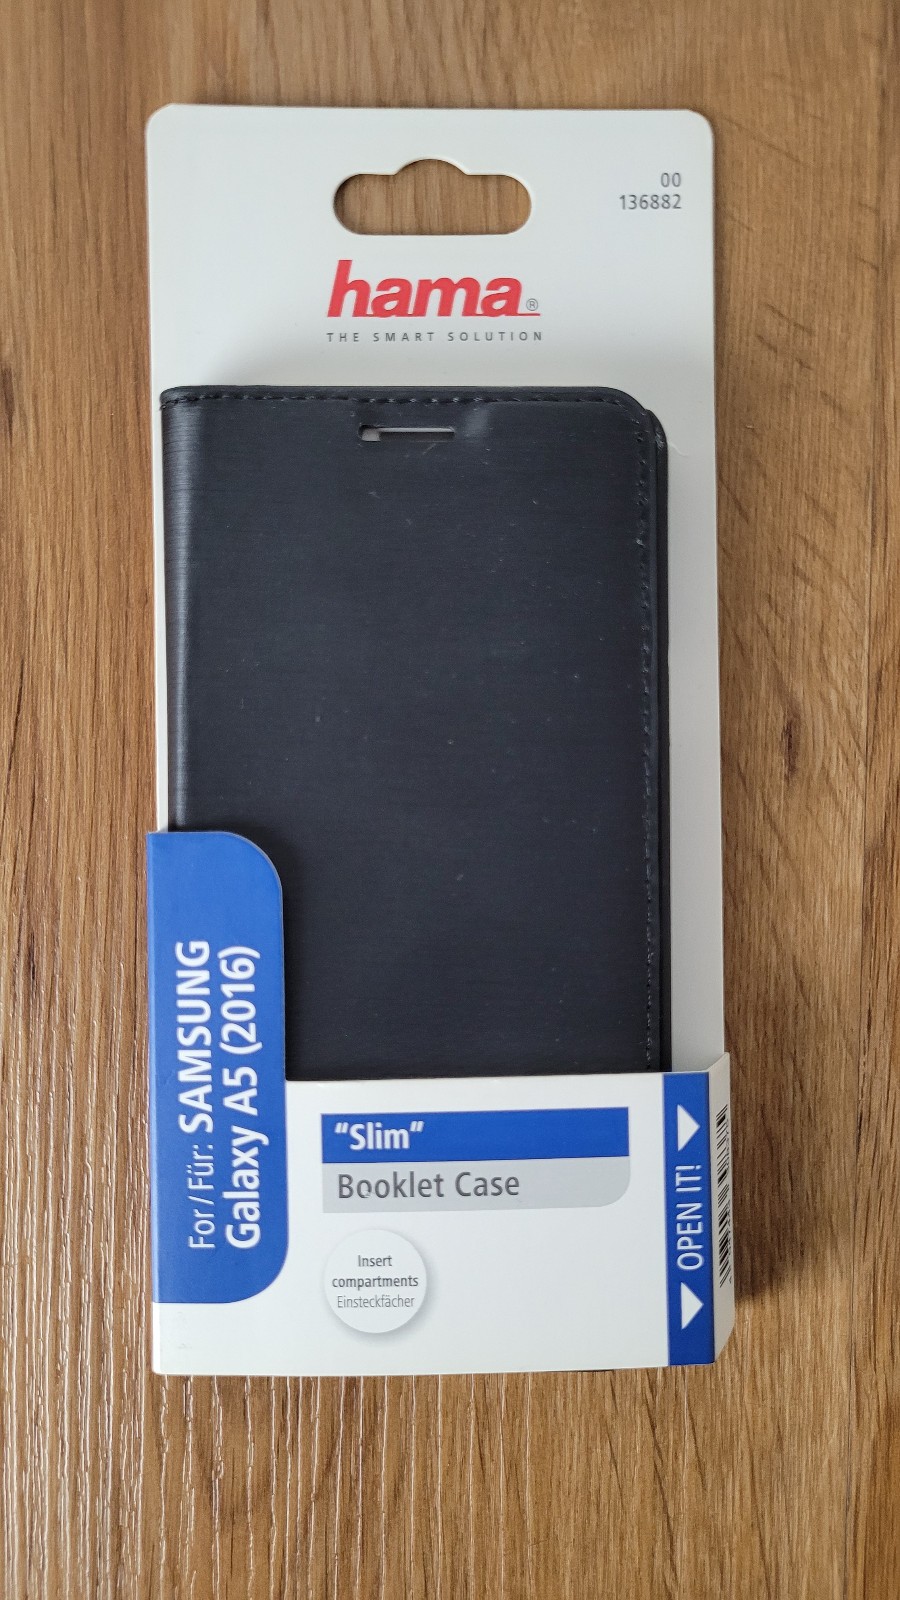 00
136882
hama®
THE SMART SOLUTION
For / Für: SAMSUNG
Galaxy A5 (2016)
“Slim“
Booklet Case
Insert
compartments
Einsteckfächer
OPEN IT!